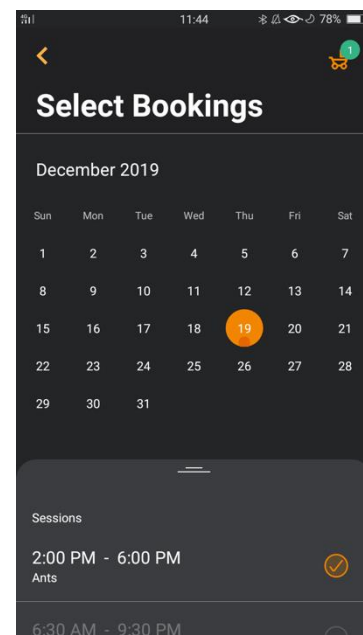 11:44 78%
1
Select Bookings
December 2019
Sun Mon Tue Wed Thu Fri Sat
1 2 3 4 5 6 7
8 9 10 11 12 13 14
15 16 17 18 19 20 21
22 23 24 25 26 27 28
29 30 31
Sessions
2:00 PM - 6:00 PM
Ants
6:30 AM - 9:30 PM